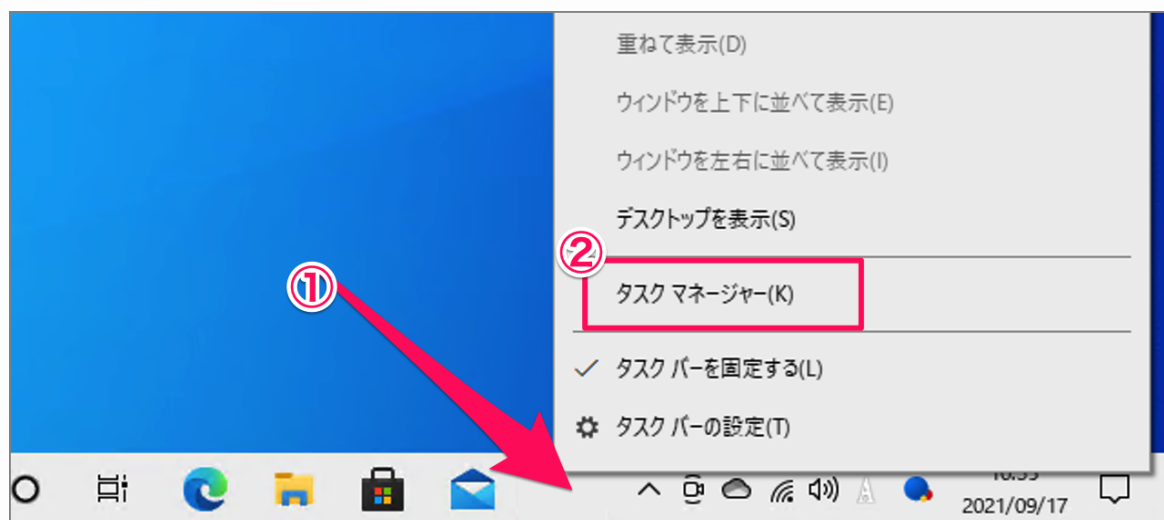 重ねて表示(D)
ウィンドウを上下に並べて表示(E)
ウィンドウを左右に並べて表示(I)
デスクトップを表示(S)
②
タスク マネージャー(K)
①
タスク バーを固定する(L)
タスク バーの設定(T)
2021/09/17